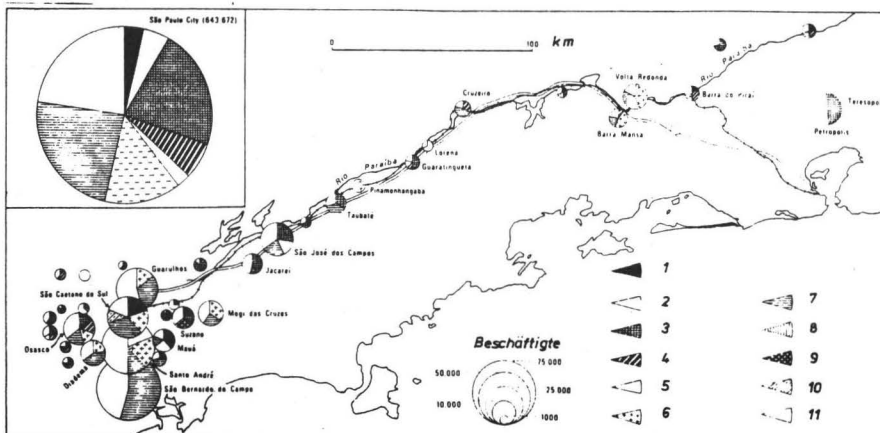 São Paulo City (643 672)
0 100
km
Volta Redonda
Rio Paraíba
Barra do Piraí
Teresopolis
Petropolis
Cruzeiro
Barra Mansa
Lorena
Guaratingueta
Rio Paraíba
Pinamonhangaba
Taubaté
São José dos Campos
Jacareí
Guarulhos
São Caetano do Sul
Mogi das Cruzes
Suzano
Osasco
Mauá
Diadema
Santo André
São Bernardo do Campo
Beschäftigte
75 000
50.000
25 000
10.000
1000
1
2
3
4
5
6
7
8
9
10
11